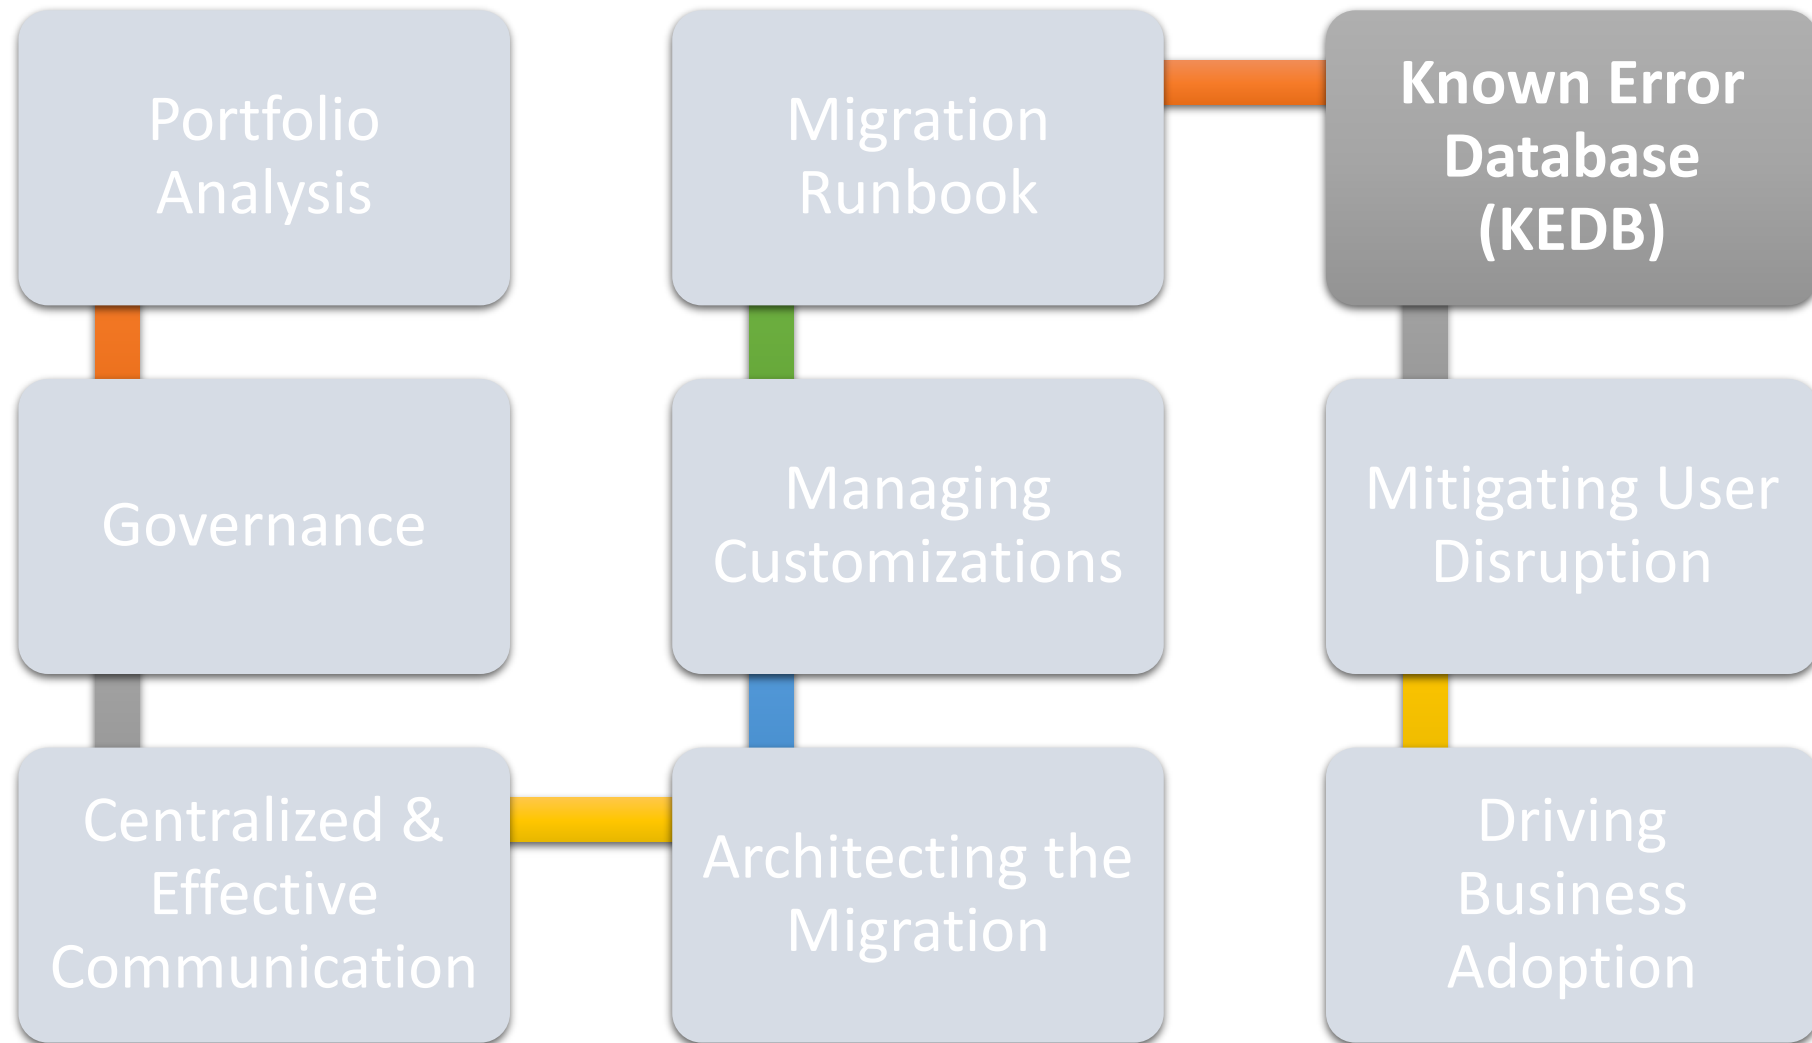 Portfolio
Analysis
Governance
Centralized &
Effective
Communication
Architecting the
Migration
Managing
Customizations
Migration
Runbook
Known Error
Database
(KEDB)
Mitigating User
Disruption
Driving
Business
Adoption